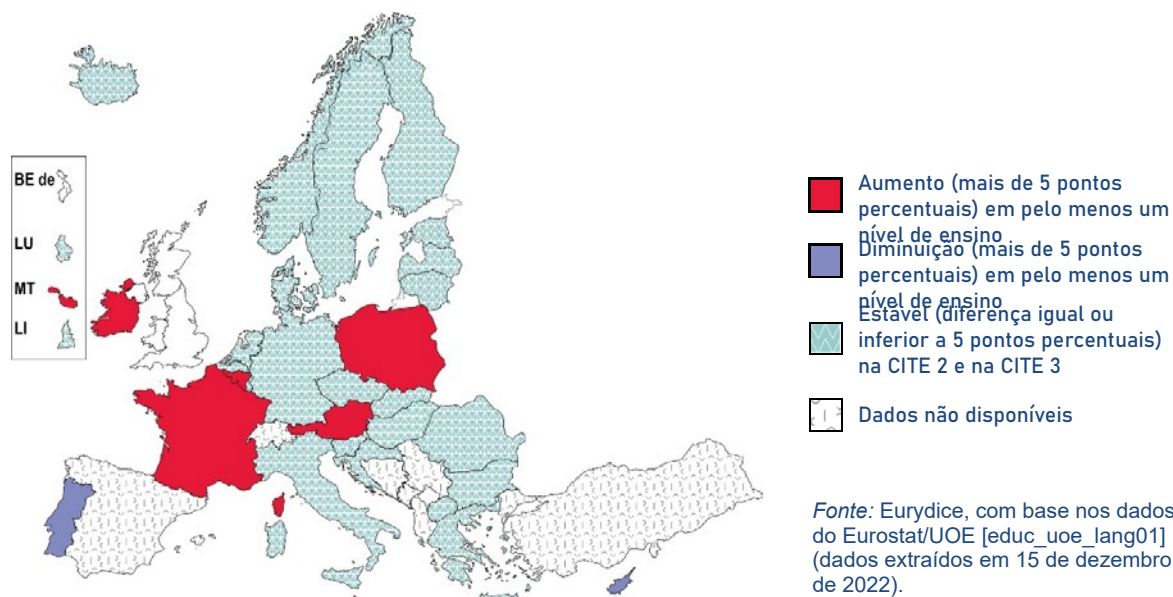 BE de
LU
MT
LI
Aumento (mais de 5 pontos
percentuais) em pelo menos um
nível de ensino
Diminuição (mais de 5 pontos
percentuais) em pelo menos um
nível de ensino
Estável (diferença igual ou
inferior a 5 pontos percentuais)
na CITE 2 e na CITE 3
Dados não disponíveis
Fonte: Eurydice, com base nos dados
do Eurostat/UOE [educ_uoe_lang01]
(dados extraídos em 15 de dezembro
de 2022).